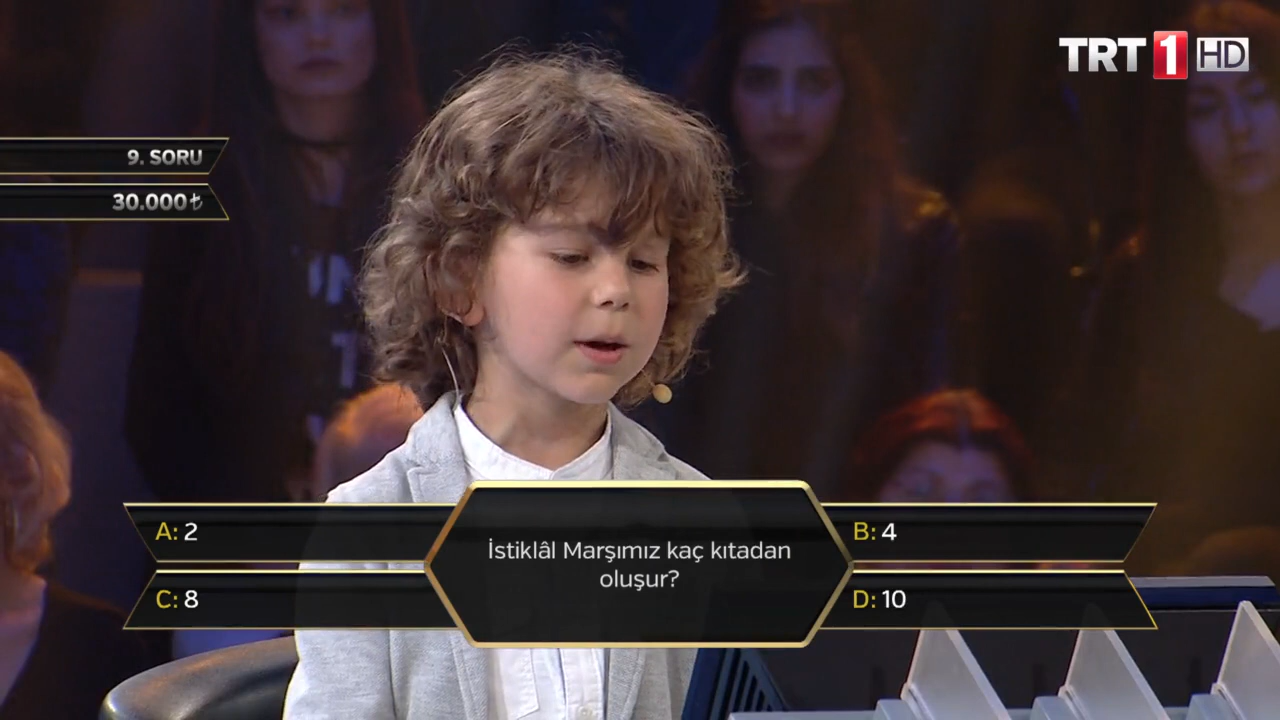 TRT 1 HD
9. SORU
30.000₺
İstiklâl Marşımız kaç kıtadan
oluşur?
A: 2
B: 4
C: 8
D: 10